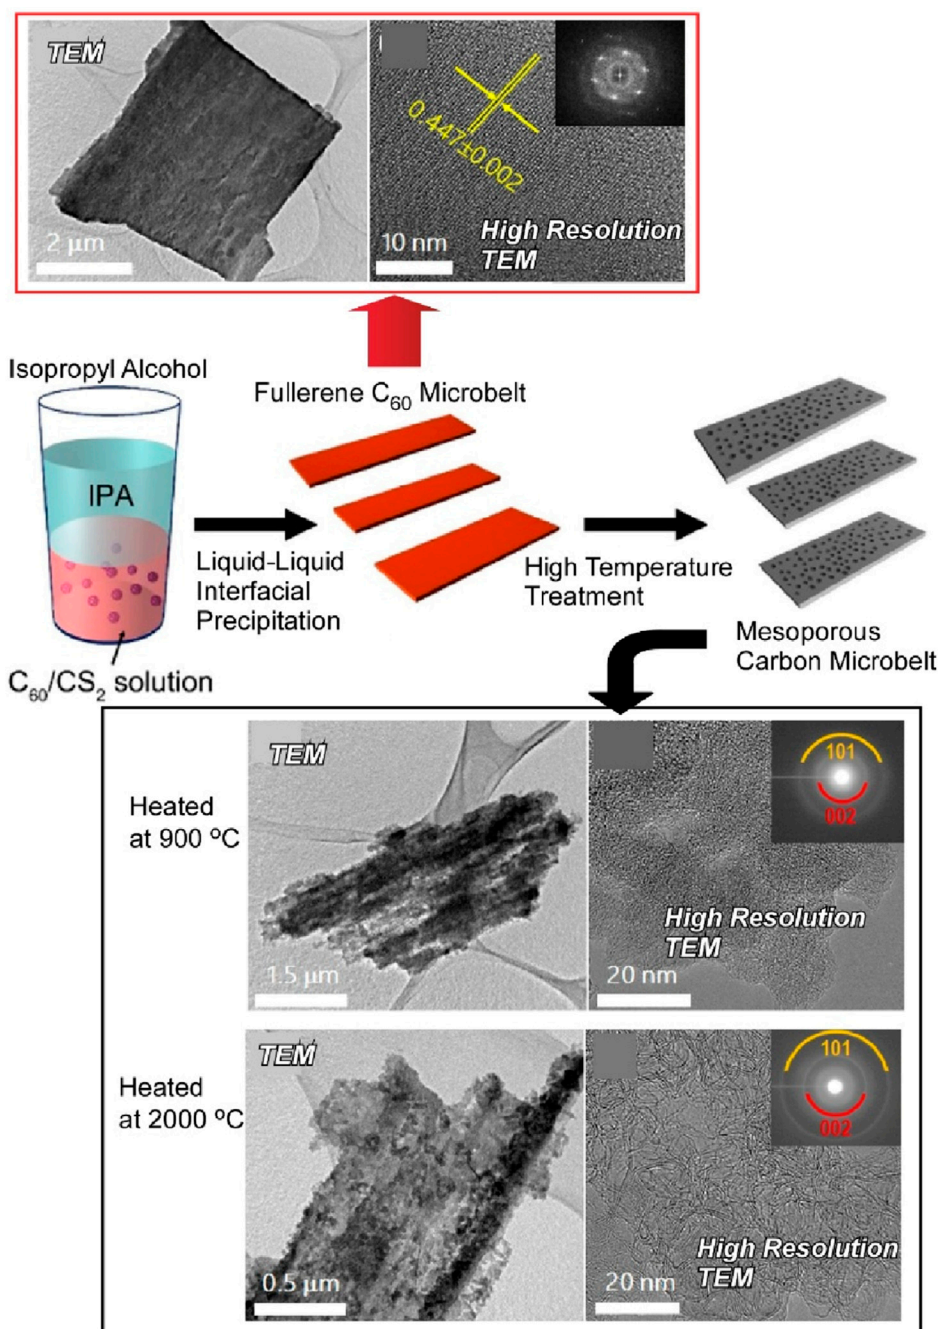 TEM
0.447±0.002
2 μm
10 nm
High Resolution
TEM
Isopropyl Alcohol
Fullerene C60 Microbelt
IPA
Liquid-Liquid
Interfacial
Precipitation
High Temperature
Treatment
C60/CS2 solution
Mesoporous
Carbon Microbelt
TEM
101
002
Heated
at 900 ºC
High Resolution
TEM
1.5 μm
20 nm
TEM
101
002
Heated
at 2000 ºC
High Resolution
TEM
0.5 μm
20 nm